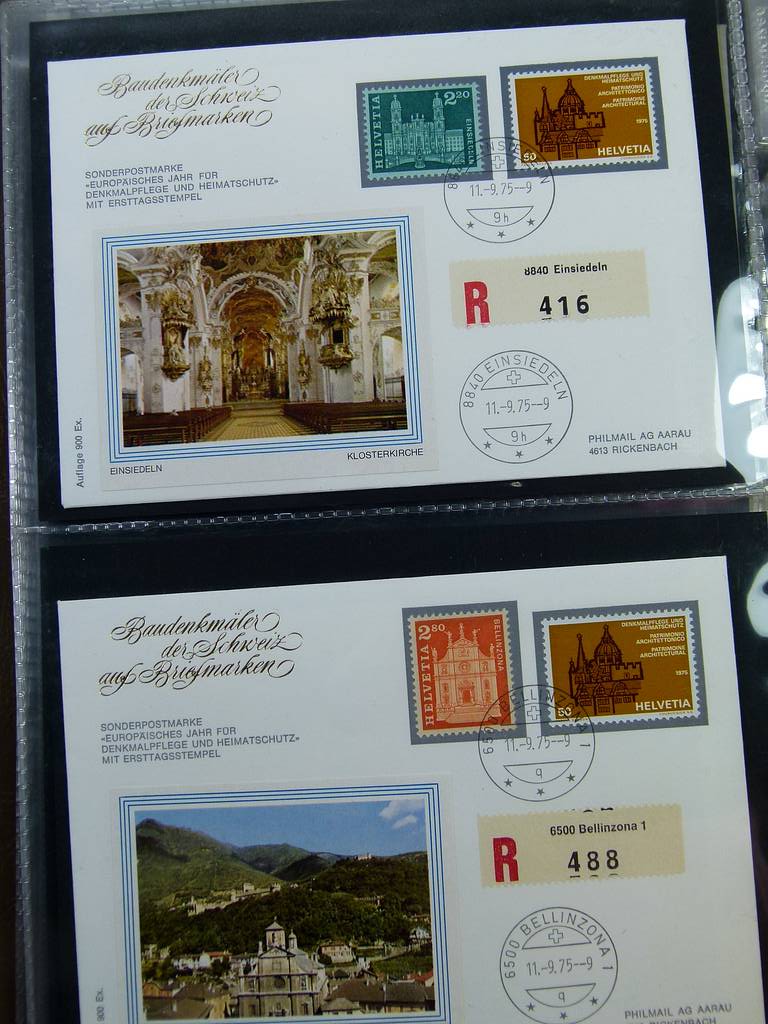 Baudenkmäler
der Schweiz
auf Briefmarken
SONDERPOSTMARKE
«EUROPÄISCHES JAHR FÜR
DENKMALPFLEGE UND HEIMATSCHUTZ»
MIT ERSTTAGSSTEMPEL
HELVETIA
2.20
EINSIEDELN
DENKMALPFLEGE UND
HEIMATSCHUTZ
PATRIMONIO
ARCHITETTONICO
PATRIMOINE
ARCHITECTURAL
1975
50
HELVETIA
11.-9.75--9
9h
8840 Einsiedeln
R
416
8840 EINSIEDELN
11.-9.75--9
9h
Auflage 900 Ex.
EINSIEDELN
KLOSTERKIRCHE
PHILMAIL AG AARAU
4613 RICKENBACH
Baudenkmäler
der Schweiz
auf Briefmarken
SONDERPOSTMARKE
«EUROPÄISCHES JAHR FÜR
DENKMALPFLEGE UND HEIMATSCHUTZ»
MIT ERSTTAGSSTEMPEL
HELVETIA
2.80
BELLINZONA
DENKMALPFLEGE UND
HEIMATSCHUTZ
PATRIMONIO
ARCHITETTONICO
PATRIMOINE
ARCHITECTURAL
1975
50
HELVETIA
6500 BELLINZONA 1
11.-9.75--9
9
6500 Bellinzona 1
R
488
6500 BELLINZONA 1
11.-9.75--9
9
900 Ex.
PHILMAIL AG AARAU
4613 RICKENBACH